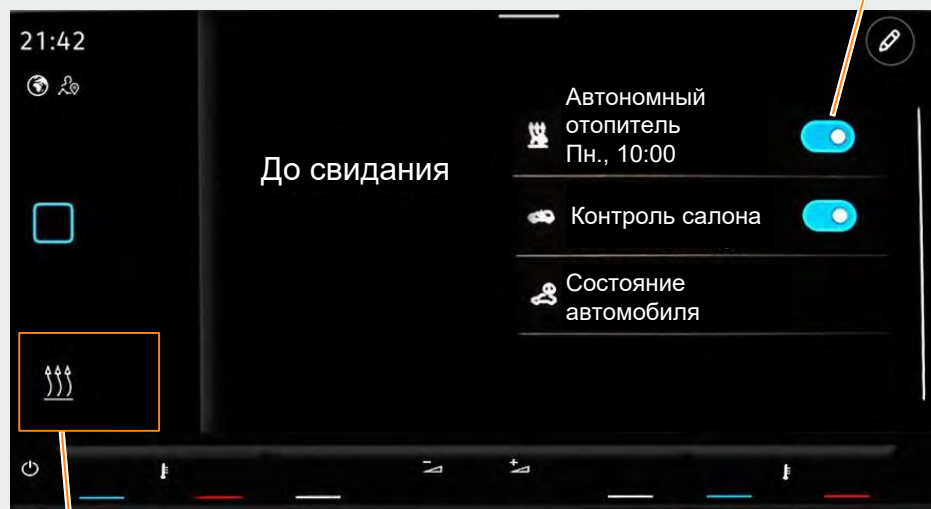 21:42
До свидания
Автономный
отопитель
Пн., 10:00
Контроль салона
Состояние
автомобиля